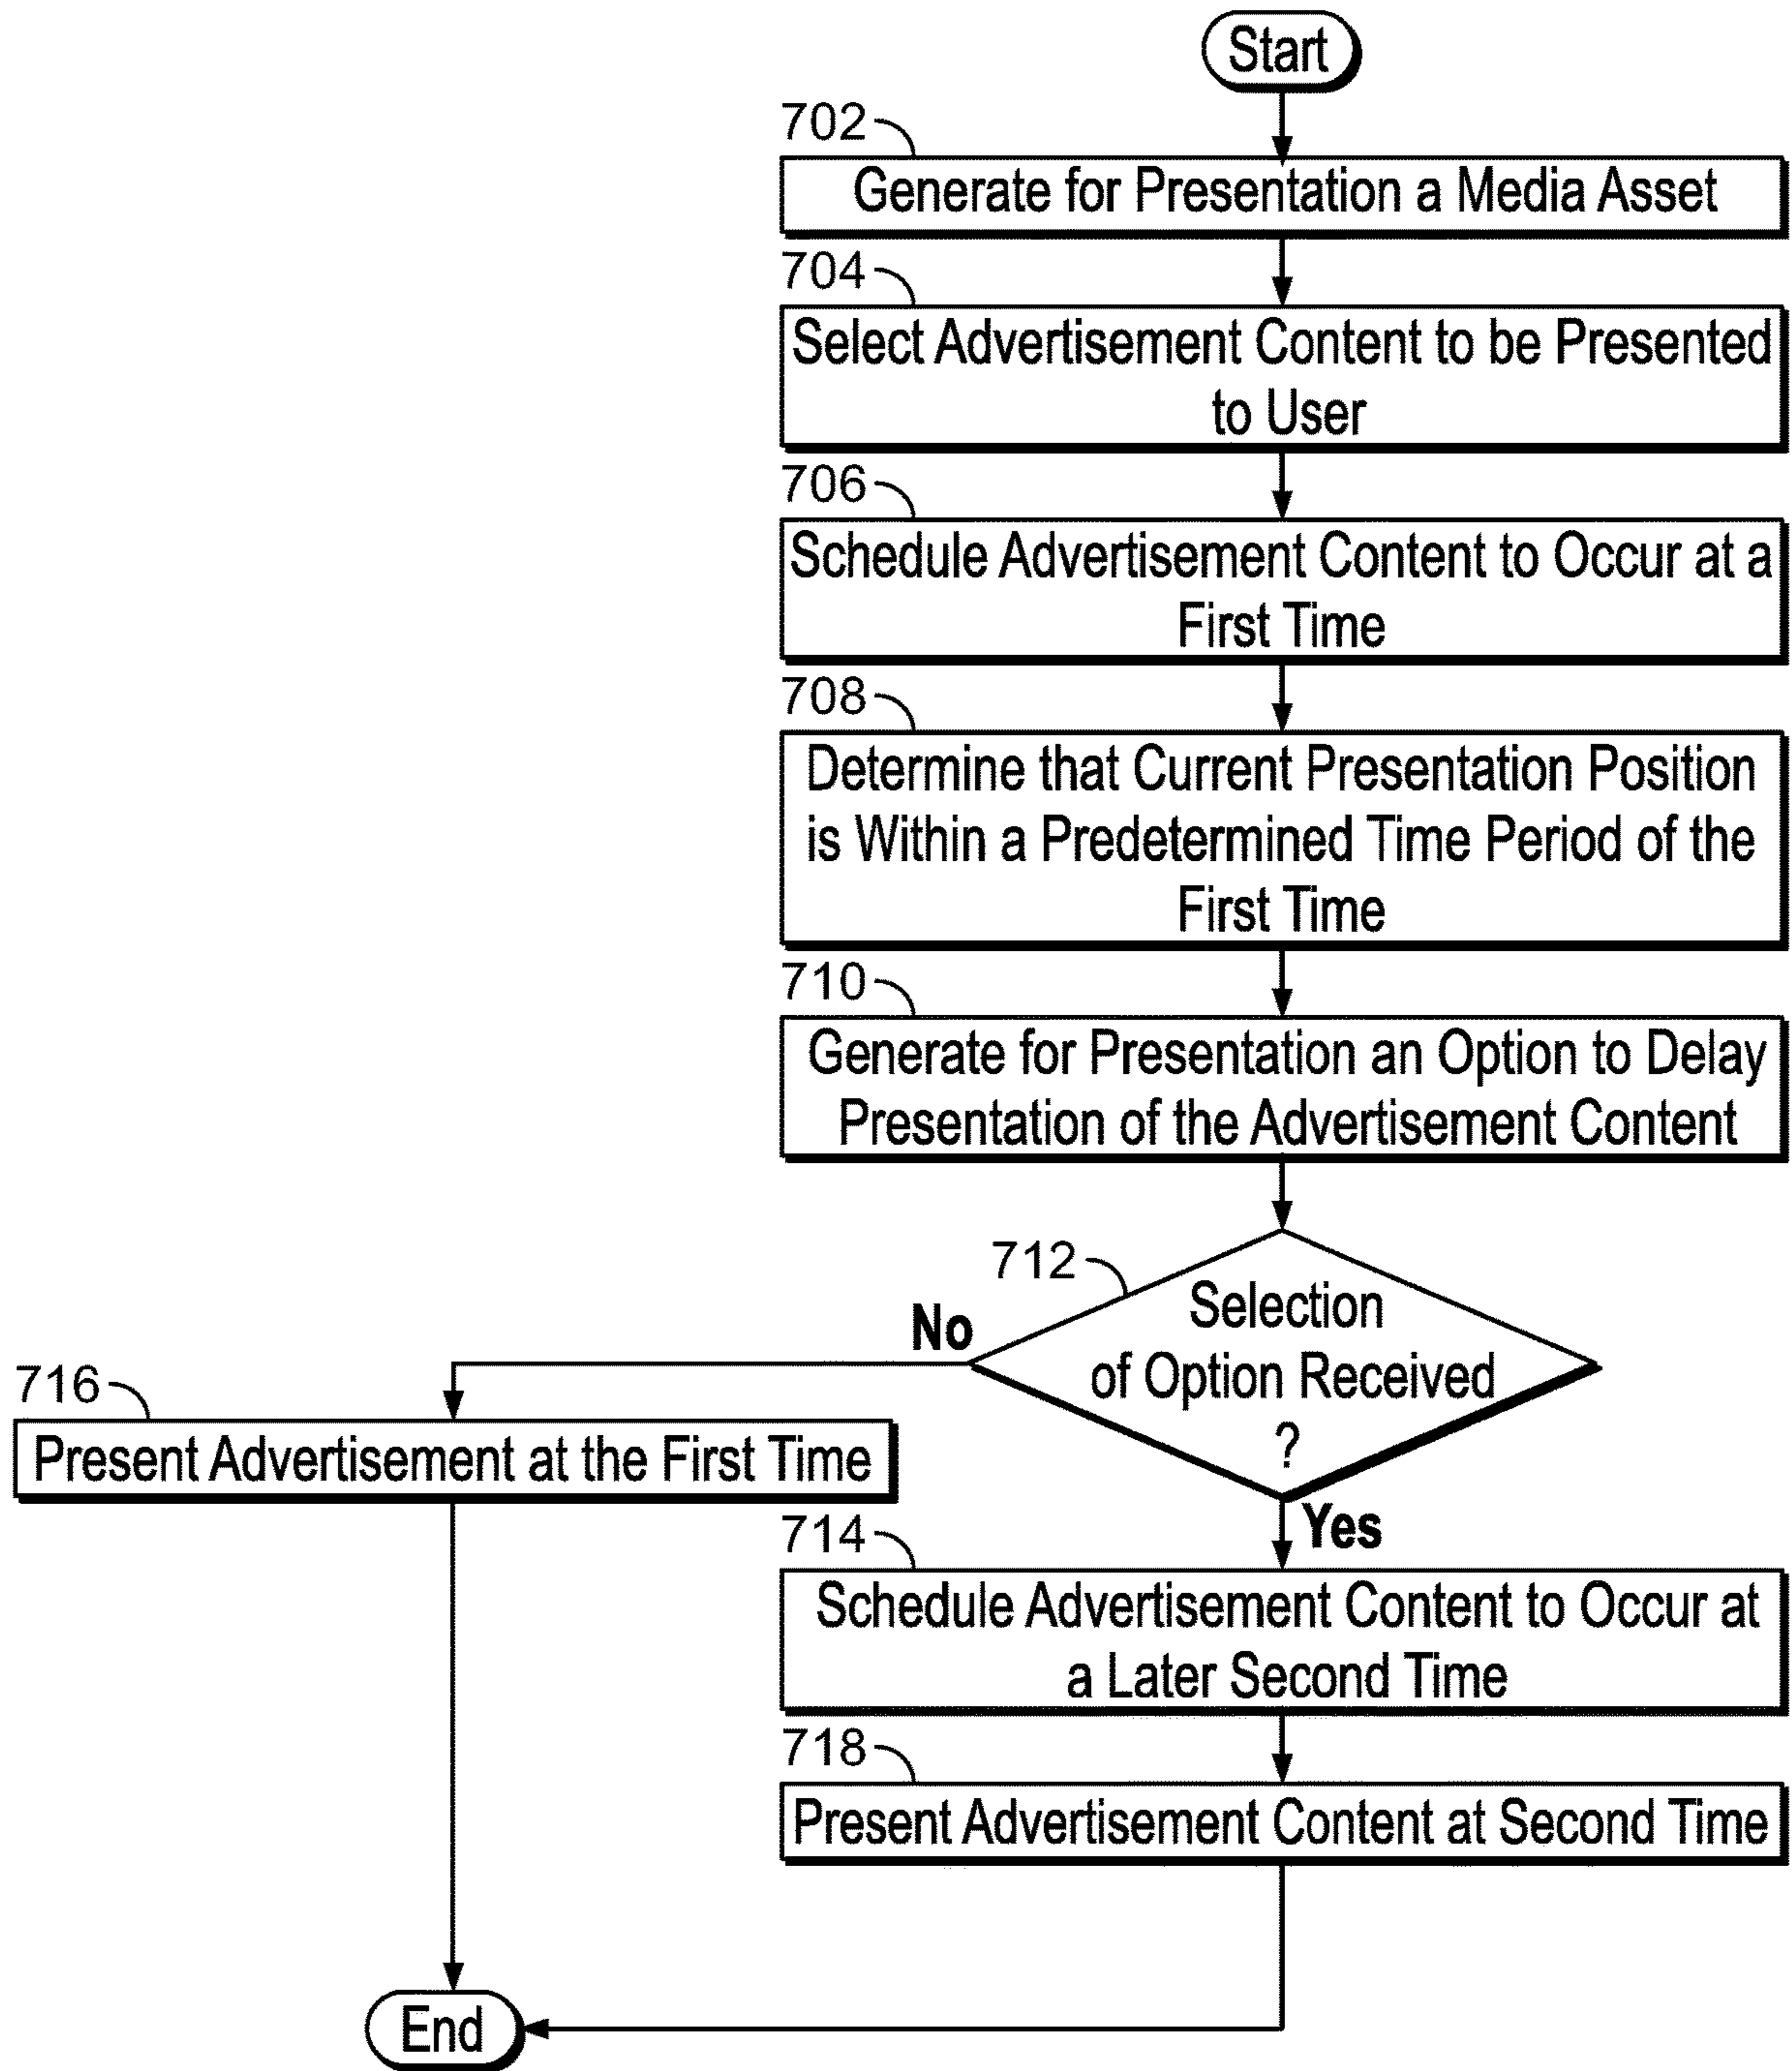 Start
702
Generate for Presentation a Media Asset
704
Select Advertisement Content to be Presented
to User
706
Schedule Advertisement Content to Occur at a
First Time
708
Determine that Current Presentation Position
is Within a Predetermined Time Period of the
First Time
710
Generate for Presentation an Option to Delay
Presentation of the Advertisement Content
712
Selection
of Option Received
?
No
716
Present Advertisement at the First Time
Yes
714
Schedule Advertisement Content to Occur at
a Later Second Time
718
Present Advertisement Content at Second Time
End